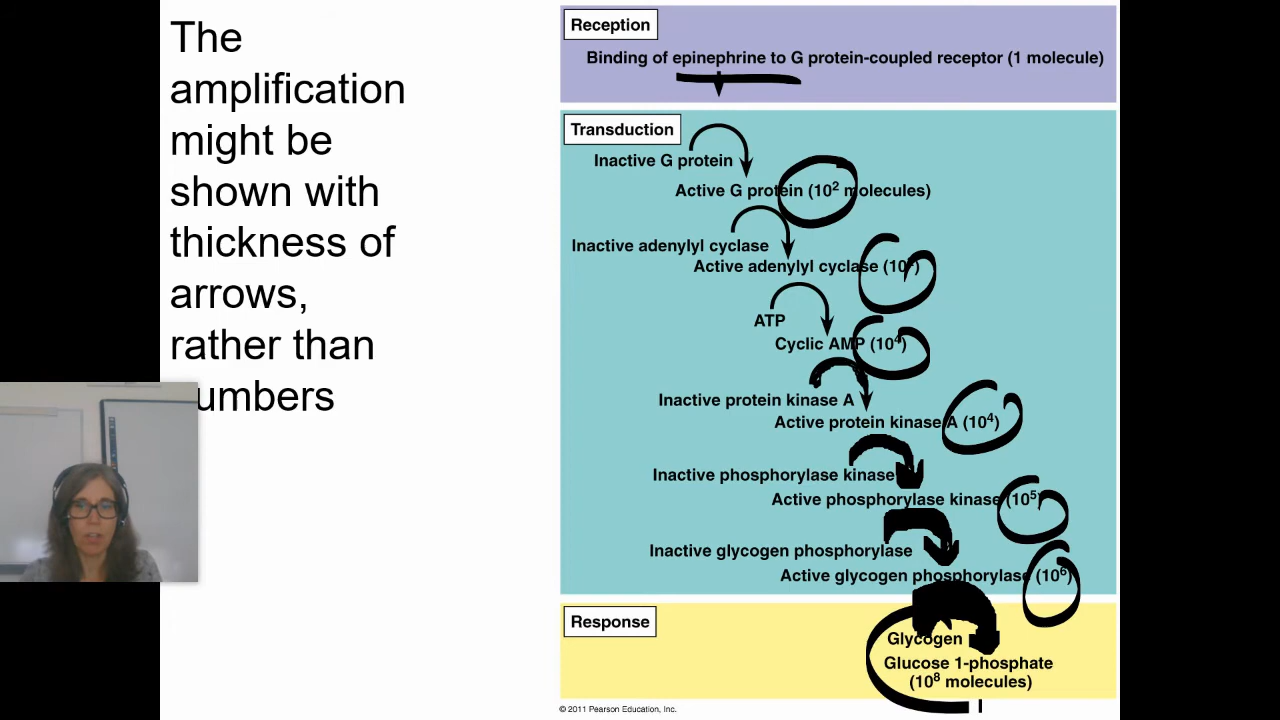 The
amplification
might be
shown with
thickness of
arrows,
rather than
umbers
Reception
Binding of epinephrine to G protein-coupled receptor (1 molecule)
Transduction
Inactive G protein
Active G protein (10² molecules)
Inactive adenylyl cyclase
Active adenylyl cyclase
ATP
Cyclic AMP (10⁴)
Inactive protein kinase A
Active protein kinase A (10⁴)
Inactive phosphorylase kinase
Active phosphorylase kinase (10⁵)
Inactive glycogen phosphorylase
Active glycogen phosphorylase (10⁶)
Response
Glycogen
Glucose 1-phosphate
(10⁸ molecules)
© 2011 Pearson Education, Inc.